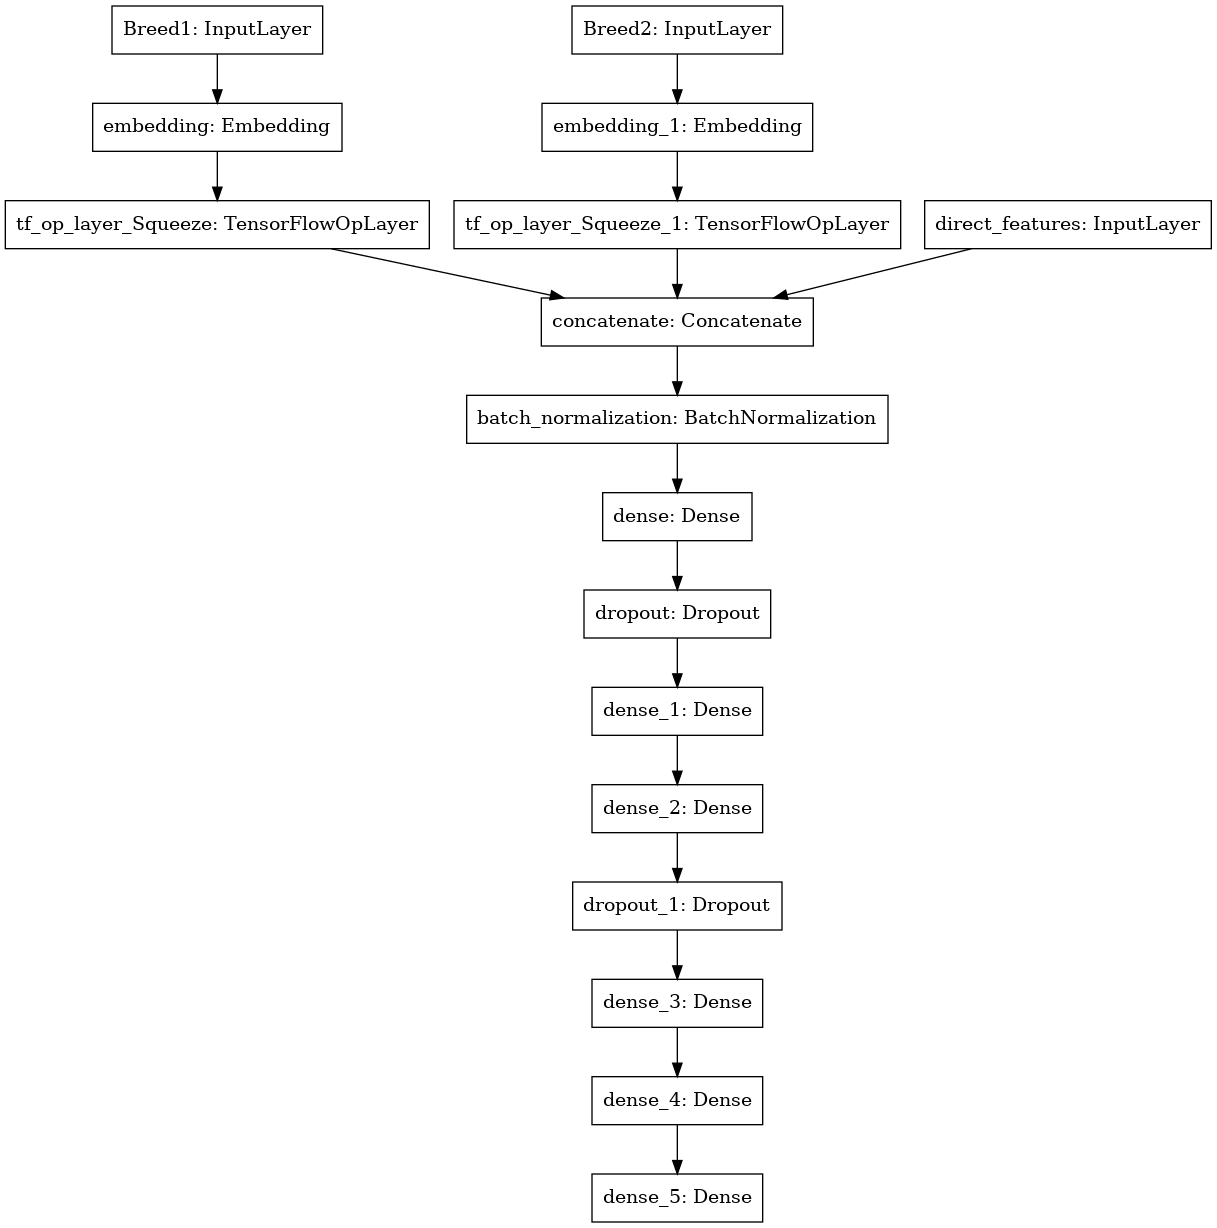 Breed1: InputLayer
Breed2: InputLayer
embedding: Embedding
embedding_1: Embedding
tf_op_layer_Squeeze: TensorFlowOpLayer
tf_op_layer_Squeeze_1: TensorFlowOpLayer
direct_features: InputLayer
concatenate: Concatenate
batch_normalization: BatchNormalization
dense: Dense
dropout: Dropout
dense_1: Dense
dense_2: Dense
dropout_1: Dropout
dense_3: Dense
dense_4: Dense
dense_5: Dense